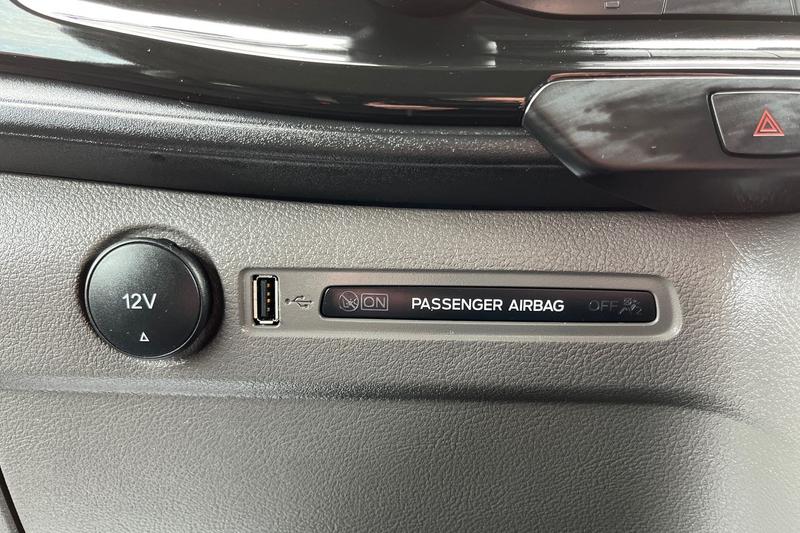 12V
ON PASSENGER AIRBAG OFF